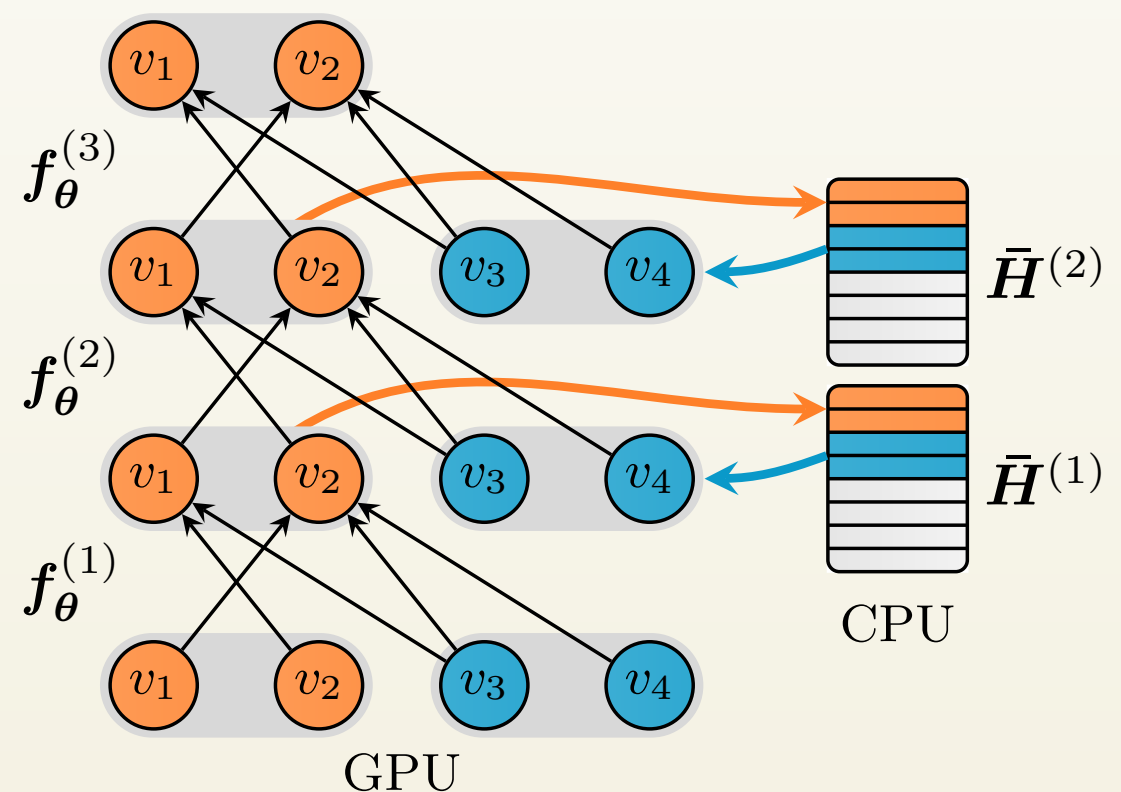 v₁ v₂
f_θ^(3)
v₁ v₂ v₃ v₄ H̄^(2)
f_θ^(2)
v₁ v₂ v₃ v₄ H̄^(1)
f_θ^(1)
CPU
v₁ v₂ v₃ v₄
GPU